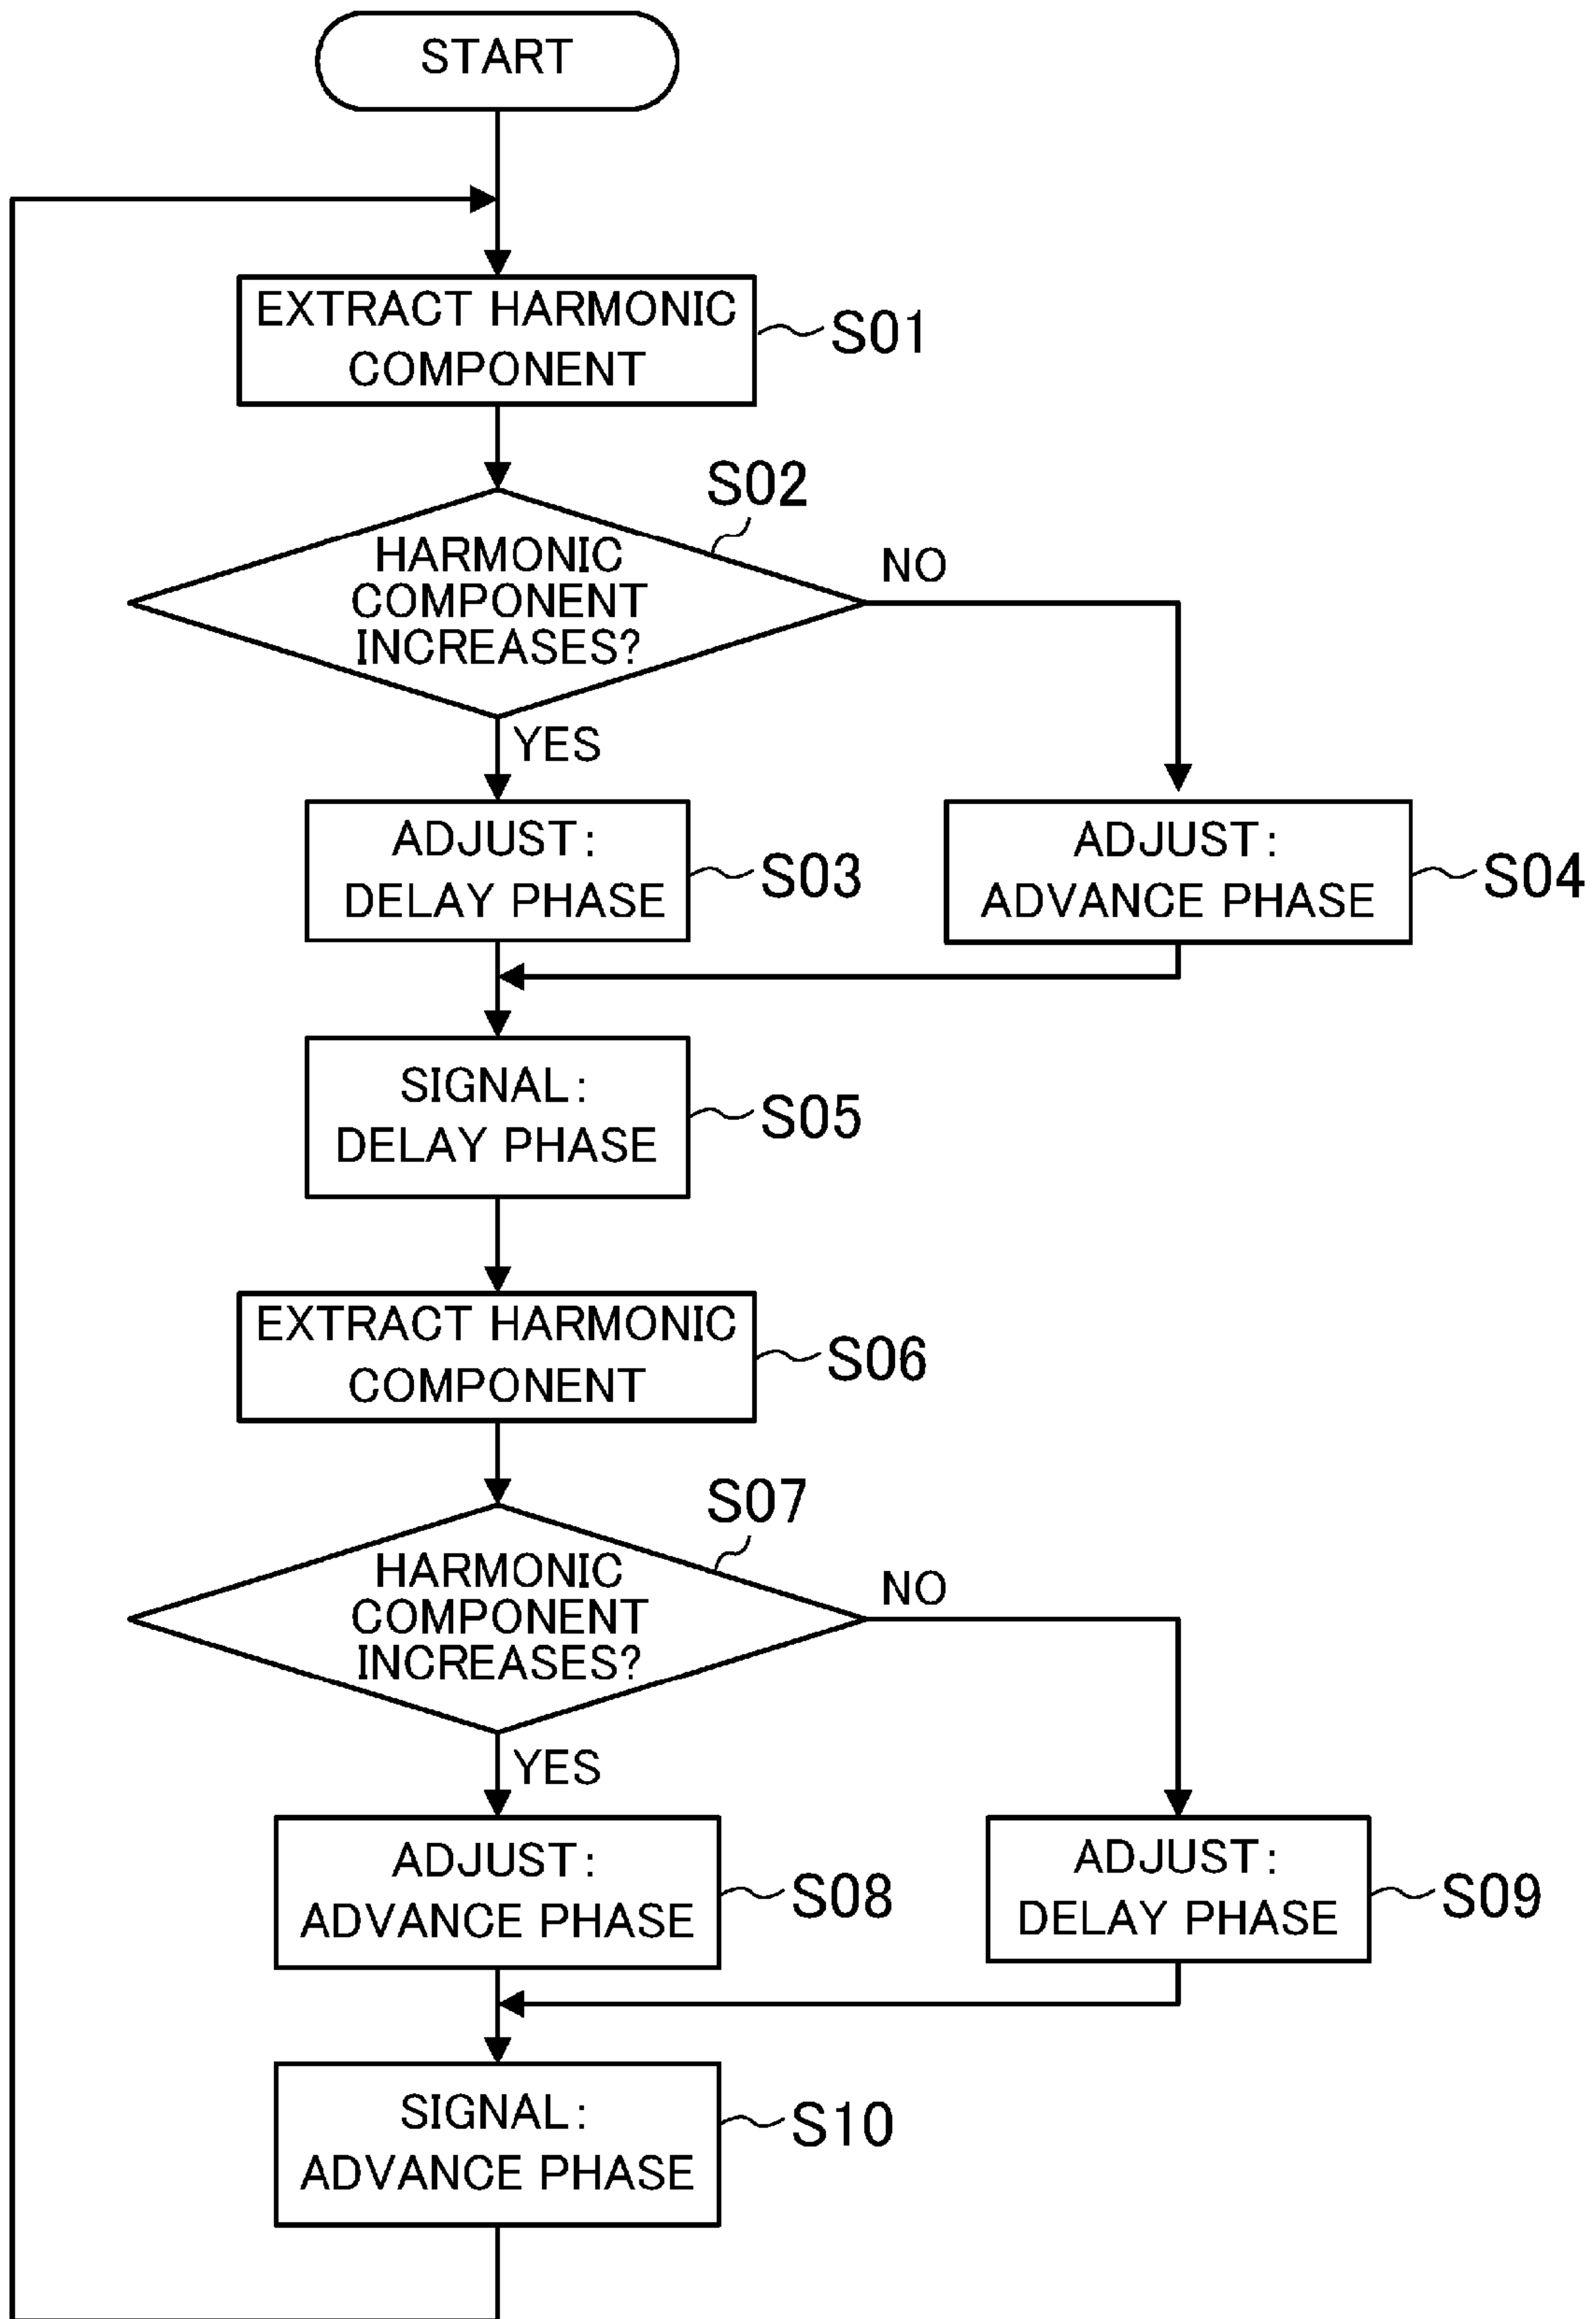 START
EXTRACT HARMONIC
COMPONENT
S01
S02
HARMONIC
COMPONENT
INCREASES?
NO
YES
ADJUST:
DELAY PHASE
S03
ADJUST:
ADVANCE PHASE
S04
SIGNAL:
DELAY PHASE
S05
EXTRACT HARMONIC
COMPONENT
S06
S07
HARMONIC
COMPONENT
INCREASES?
NO
YES
ADJUST:
ADVANCE PHASE
S08
ADJUST:
DELAY PHASE
S09
SIGNAL:
ADVANCE PHASE
S10